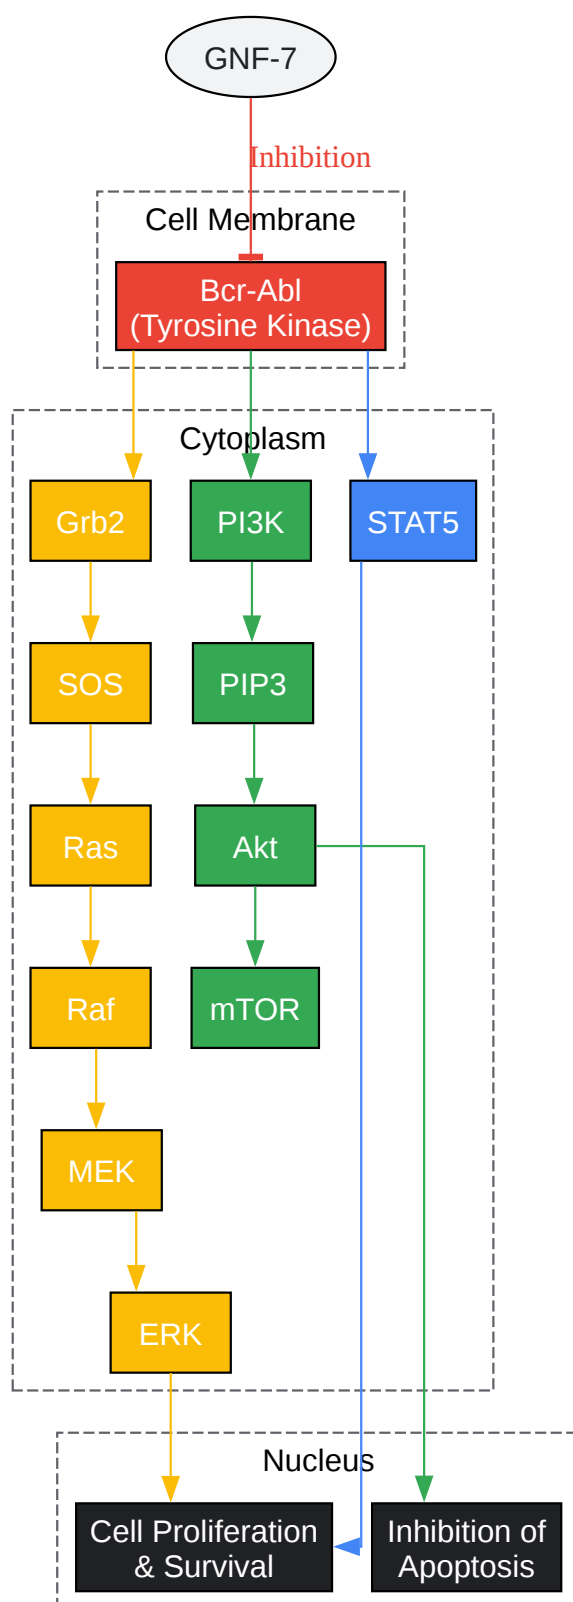 GNF-7
Inhibition
Cell Membrane
Bcr-Abl
(Tyrosine Kinase)
Cytoplasm
Grb2
PI3K
STAT5
SOS
PIP3
Ras
Akt
Raf
mTOR
MEK
ERK
Nucleus
Cell Proliferation
& Survival
Inhibition of
Apoptosis